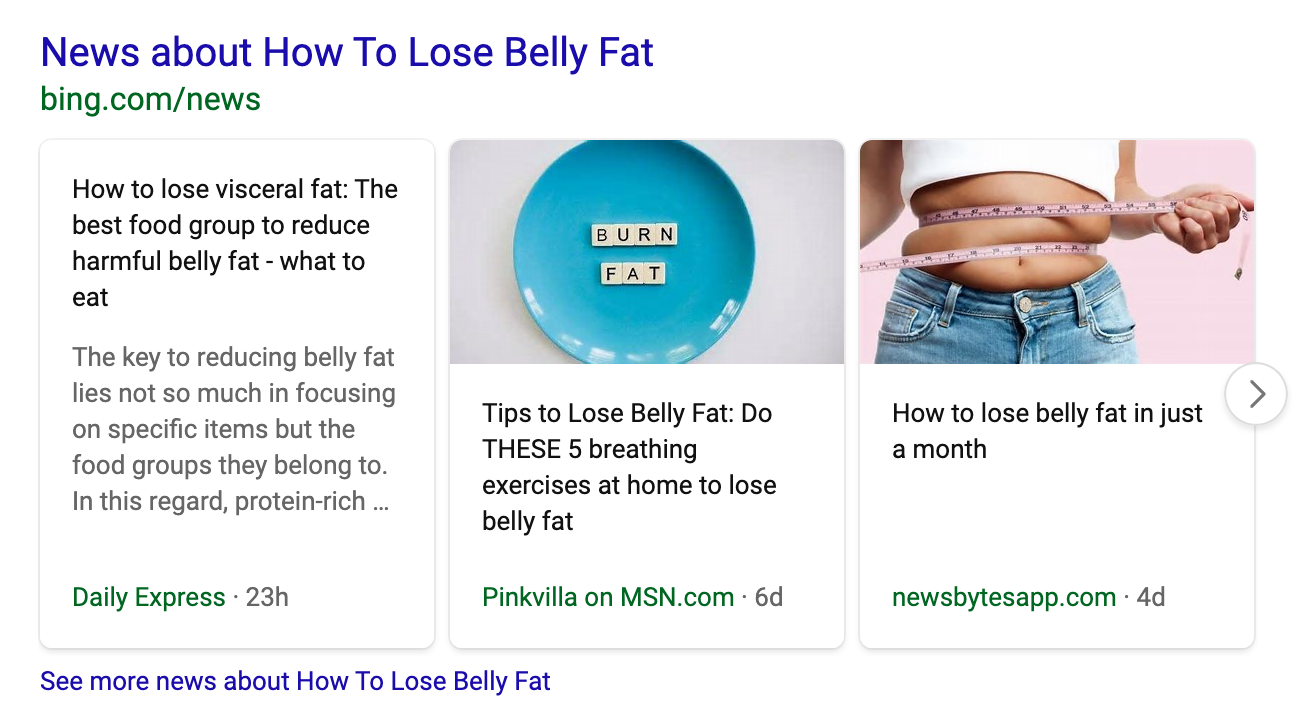 News about How To Lose Belly Fat
bing.com/news
How to lose visceral fat: The
best food group to reduce
harmful belly fat - what to
eat
The key to reducing belly fat
lies not so much in focusing
on specific items but the
food groups they belong to.
In this regard, protein-rich ...
Daily Express · 23h
BURN
FAT
Tips to Lose Belly Fat: Do
THESE 5 breathing
exercises at home to lose
belly fat
Pinkvilla on MSN.com · 6d
How to lose belly fat in just
a month
newsbytesapp.com · 4d
See more news about How To Lose Belly Fat